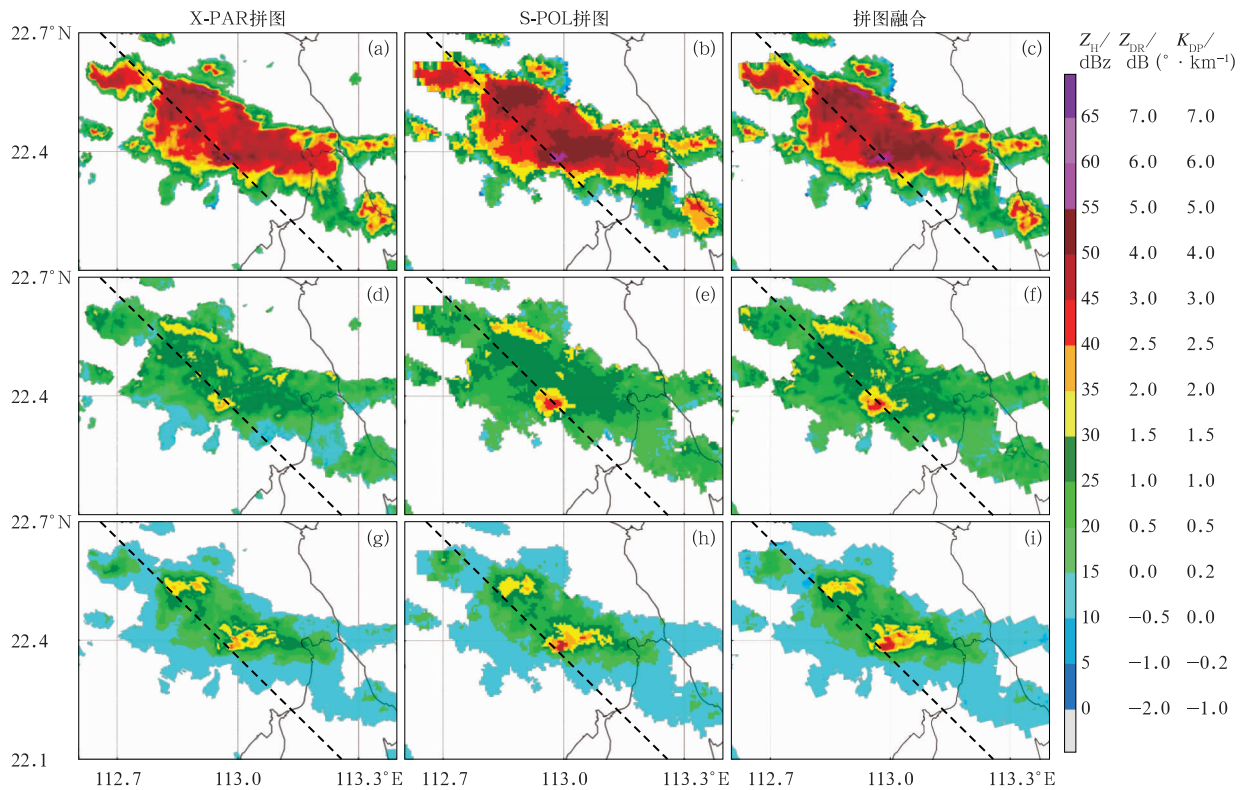 X-PAR拼图 S-POL拼图 拼图融合
22.7°N (a) (b) (c)
Z_H/ Z_DR/ K_DP/
dBz dB (°·km⁻¹)
65 7.0 7.0
22.4 60 6.0 6.0
55 5.0 5.0
50 4.0 4.0
22.7°N (d) (e) (f)
45 3.0 3.0
40 2.5 2.5
22.4 35 2.0 2.0
30 1.5 1.5
25 1.0 1.0
22.7°N (g) (h) (i)
20 0.5 0.5
15 0.0 0.2
10 −0.5 0.0
22.4
5 −1.0 −0.2
0 −2.0 −1.0
22.1
112.7 113.0 113.3°E 112.7 113.0 113.3°E 112.7 113.0 113.3°E